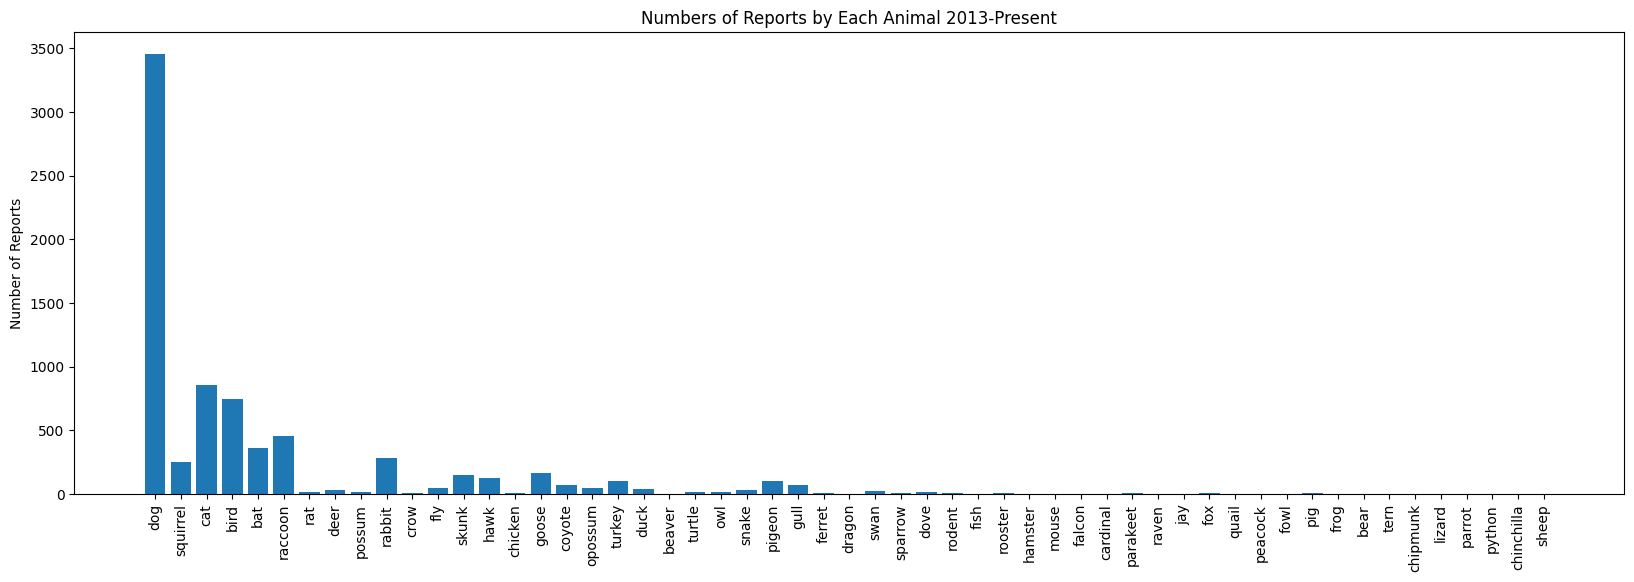 Numbers of Reports by Each Animal 2013-Present
Number of Reports
3500
3000
2500
2000
1500
1000
500
0
dog
squirrel
cat
bird
bat
raccoon
rat
deer
possum
rabbit
crow
fly
skunk
hawk
chicken
goose
coyote
opossum
turkey
duck
beaver
turtle
owl
snake
pigeon
gull
ferret
dragon
swan
sparrow
dove
rodent
fish
rooster
hamster
mouse
falcon
cardinal
parakeet
raven
jay
fox
quail
peacock
fowl
pig
frog
bear
tern
chipmunk
lizard
parrot
python
chinchilla
sheep